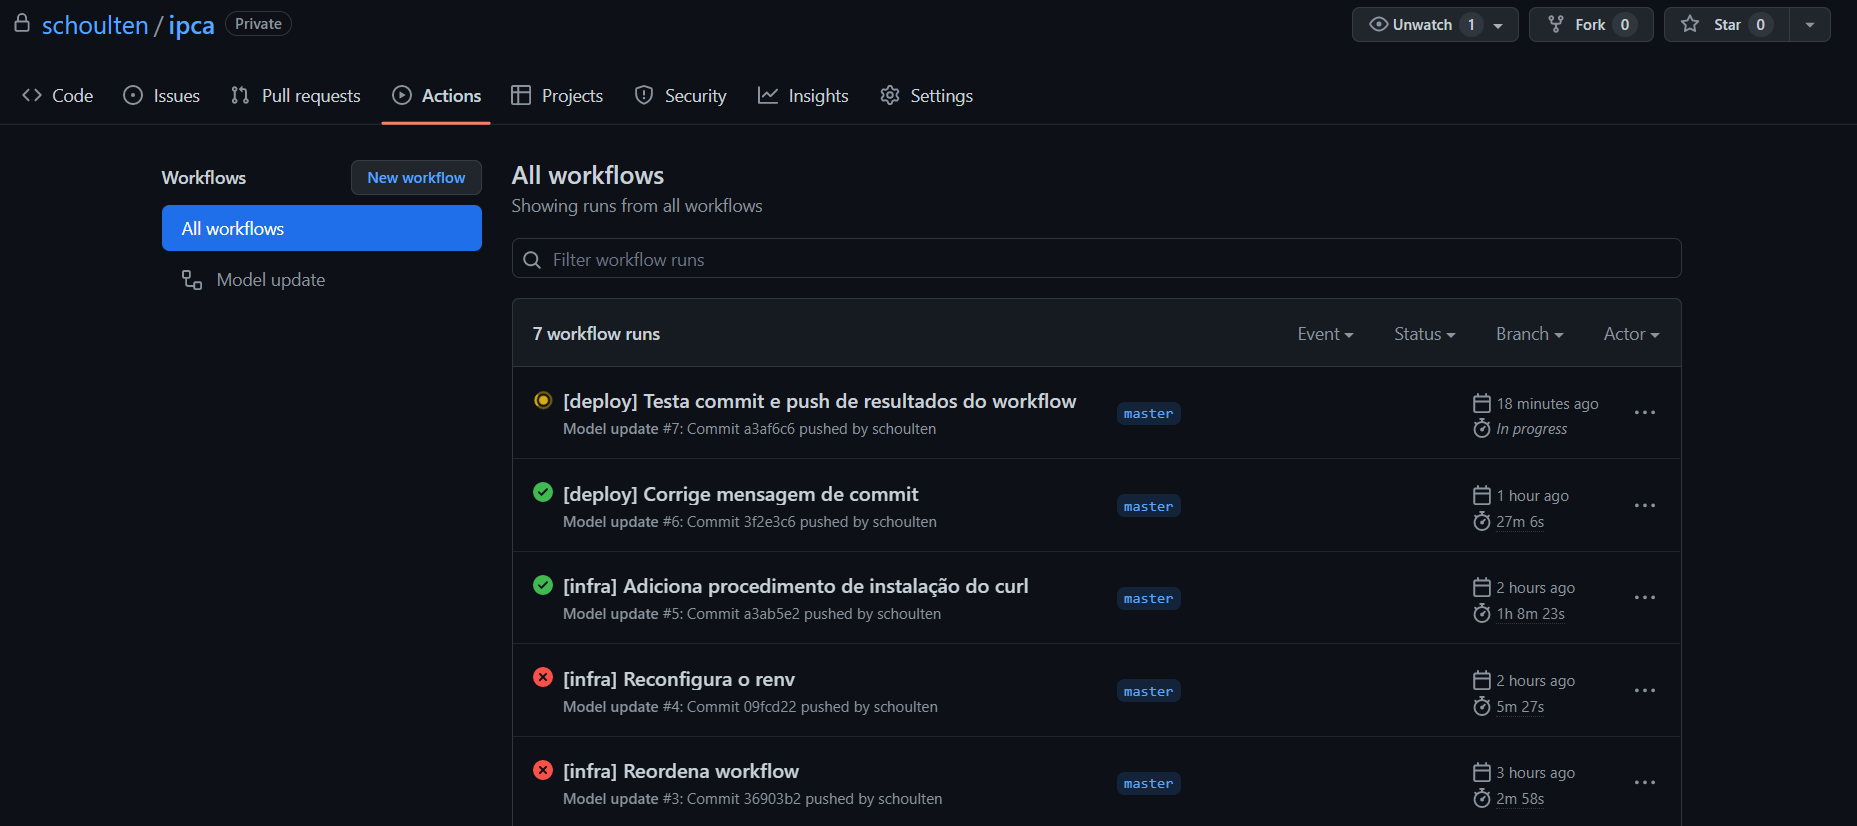 schoulten / ipca Private
Unwatch 1 Fork 0 Star 0
Code Issues Pull requests Actions Projects Security Insights Settings
Workflows
New workflow
All workflows
Model update
All workflows
Showing runs from all workflows
Filter workflow runs
7 workflow runs Event Status Branch Actor
[deploy] Testa commit e push de resultados do workflow
Model update #7: Commit a3af6c6 pushed by schoulten
master
18 minutes ago
In progress
[deploy] Corrige mensagem de commit
Model update #6: Commit 3f2e3c6 pushed by schoulten
master
1 hour ago
27m 6s
[infra] Adiciona procedimento de instalação do curl
Model update #5: Commit a3ab5e2 pushed by schoulten
master
2 hours ago
1h 8m 23s
[infra] Reconfigura o renv
Model update #4: Commit 09fcd22 pushed by schoulten
master
2 hours ago
5m 27s
[infra] Reordena workflow
Model update #3: Commit 36903b2 pushed by schoulten
master
3 hours ago
2m 58s